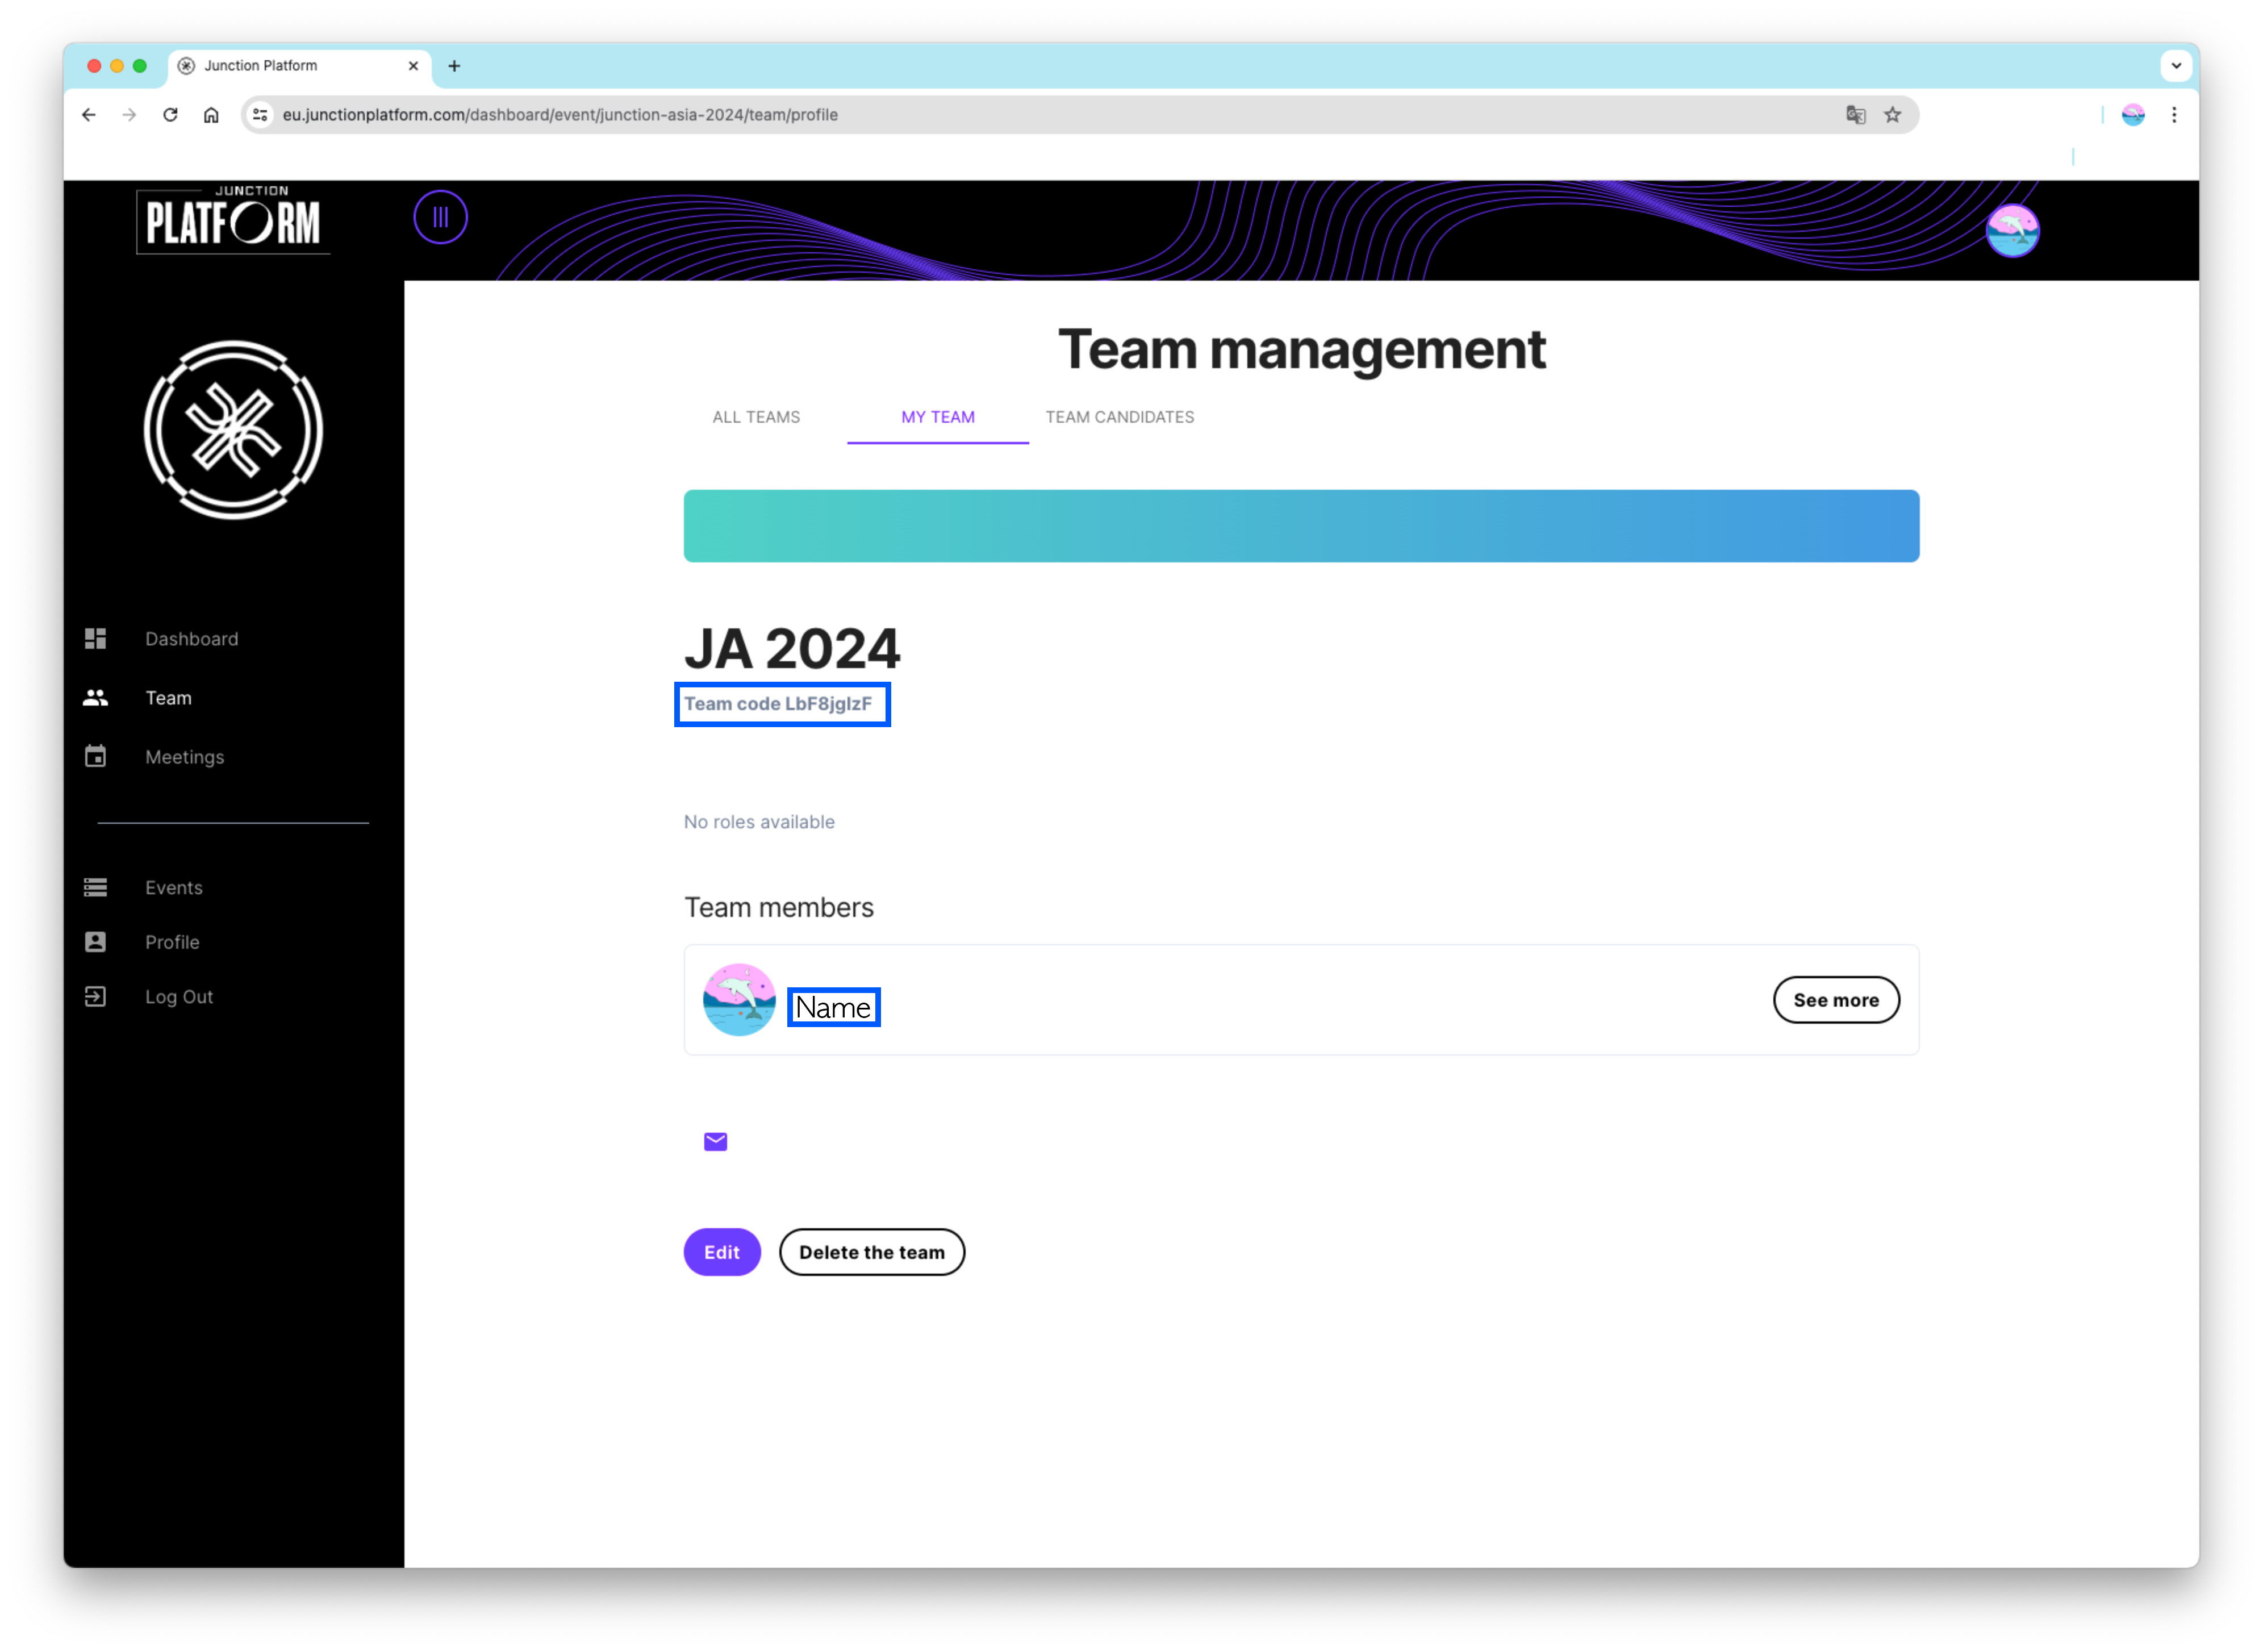 Junction Platform
eu.junctionplatform.com/dashboard/event/junction-asia-2024/team/profile
JUNCTION
PLATFORM
Team management
ALL TEAMS
MY TEAM
TEAM CANDIDATES
JA 2024
Team code LbF8jgIzF
Dashboard
Team
Meetings
No roles available
Events
Profile
Log Out
Team members
Name
See more
Edit
Delete the team